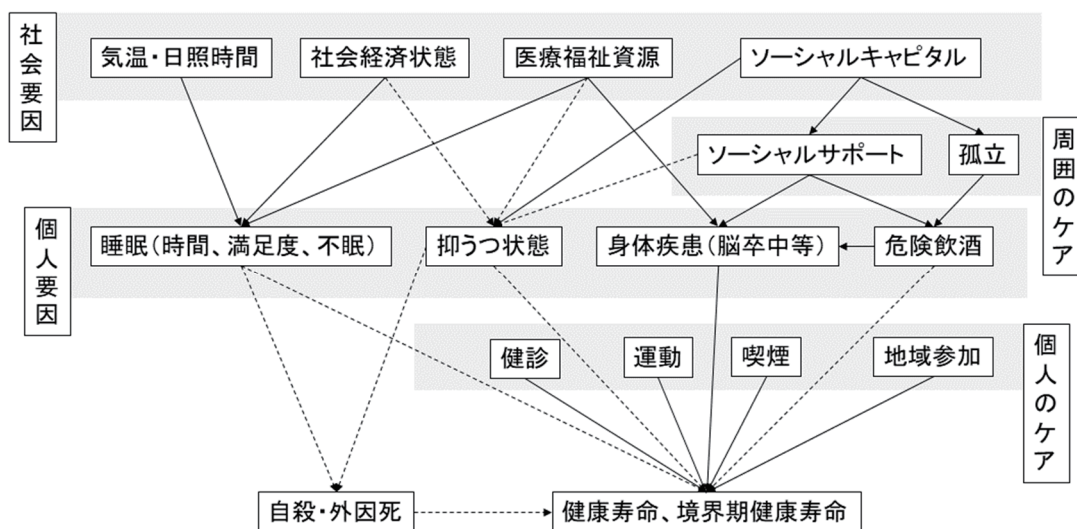 社会要因
気温・日照時間
社会経済状態
医療福祉資源
ソーシャルキャピタル
周囲のケア
ソーシャルサポート
孤立
個人要因
睡眠（時間、満足度、不眠）
抑うつ状態
身体疾患（脳卒中等）
危険飲酒
個人のケア
健診
運動
喫煙
地域参加
自殺・外因死
健康寿命、境界期健康寿命